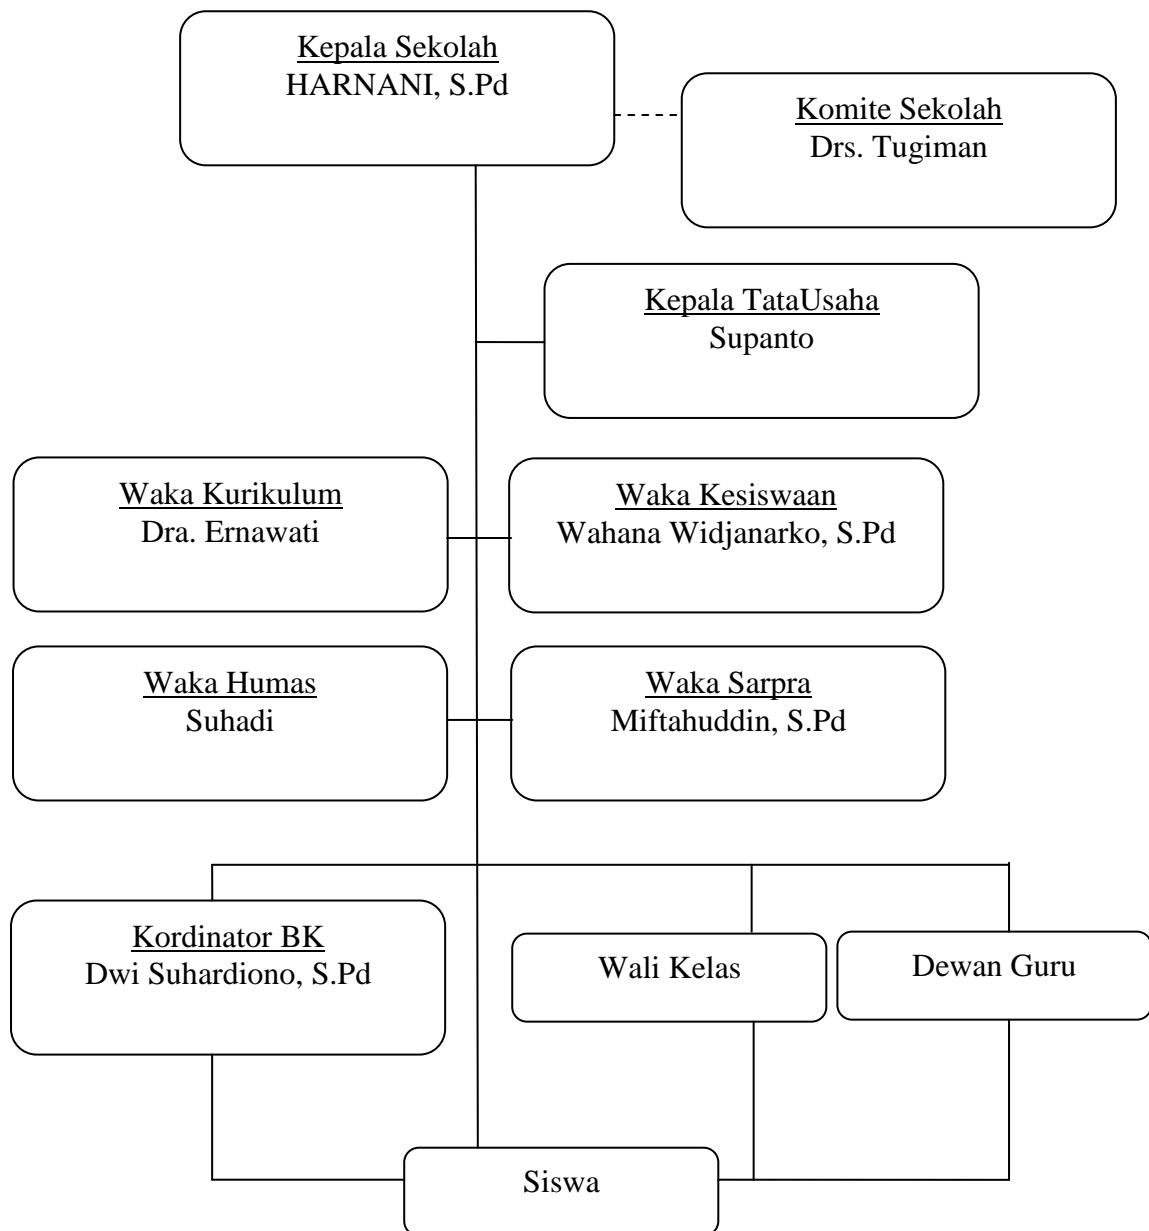 Kepala Sekolah
HARNANI, S.Pd
Komite Sekolah
Drs. Tugiman
Kepala TataUsaha
Supanto
Waka Kurikulum
Dra. Ernawati
Waka Kesiswaan
Wahana Widjanarko, S.Pd
Waka Humas
Suhadi
Waka Sarpra
Miftahuddin, S.Pd
Kordinator BK
Dwi Suhardiono, S.Pd
Wali Kelas
Dewan Guru
Siswa